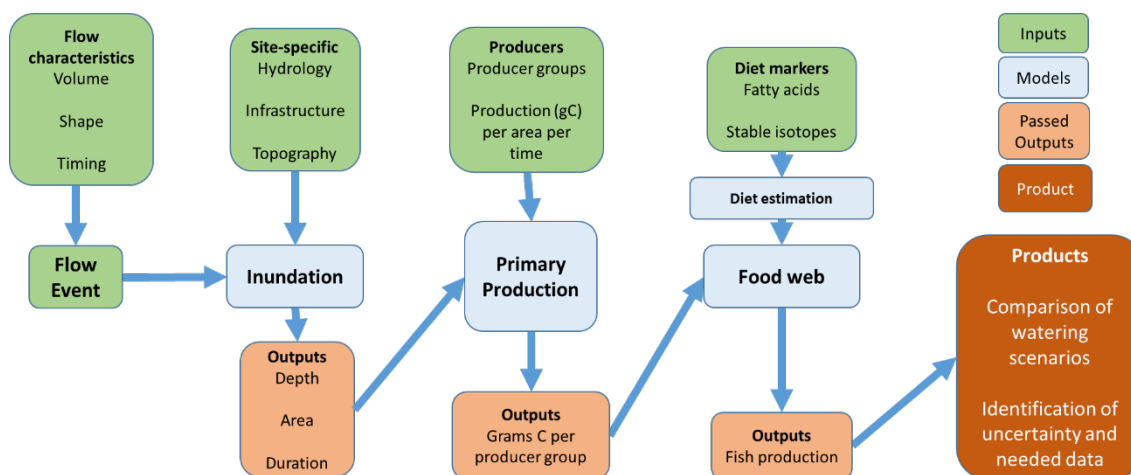 Flow
characteristics
Volume
Shape
Timing
Site-specific
Hydrology
Infrastructure
Topography
Producers
Producer groups
Production (gC)
per area per
time
Diet markers
Fatty acids
Stable isotopes
Inputs
Models
Passed
Outputs
Product
Diet estimation
Flow
Event
Inundation
Primary
Production
Food web
Outputs
Depth
Area
Duration
Outputs
Grams C per
producer group
Outputs
Fish production
Products
Comparison of
watering
scenarios
Identification of
uncertainty and
needed data